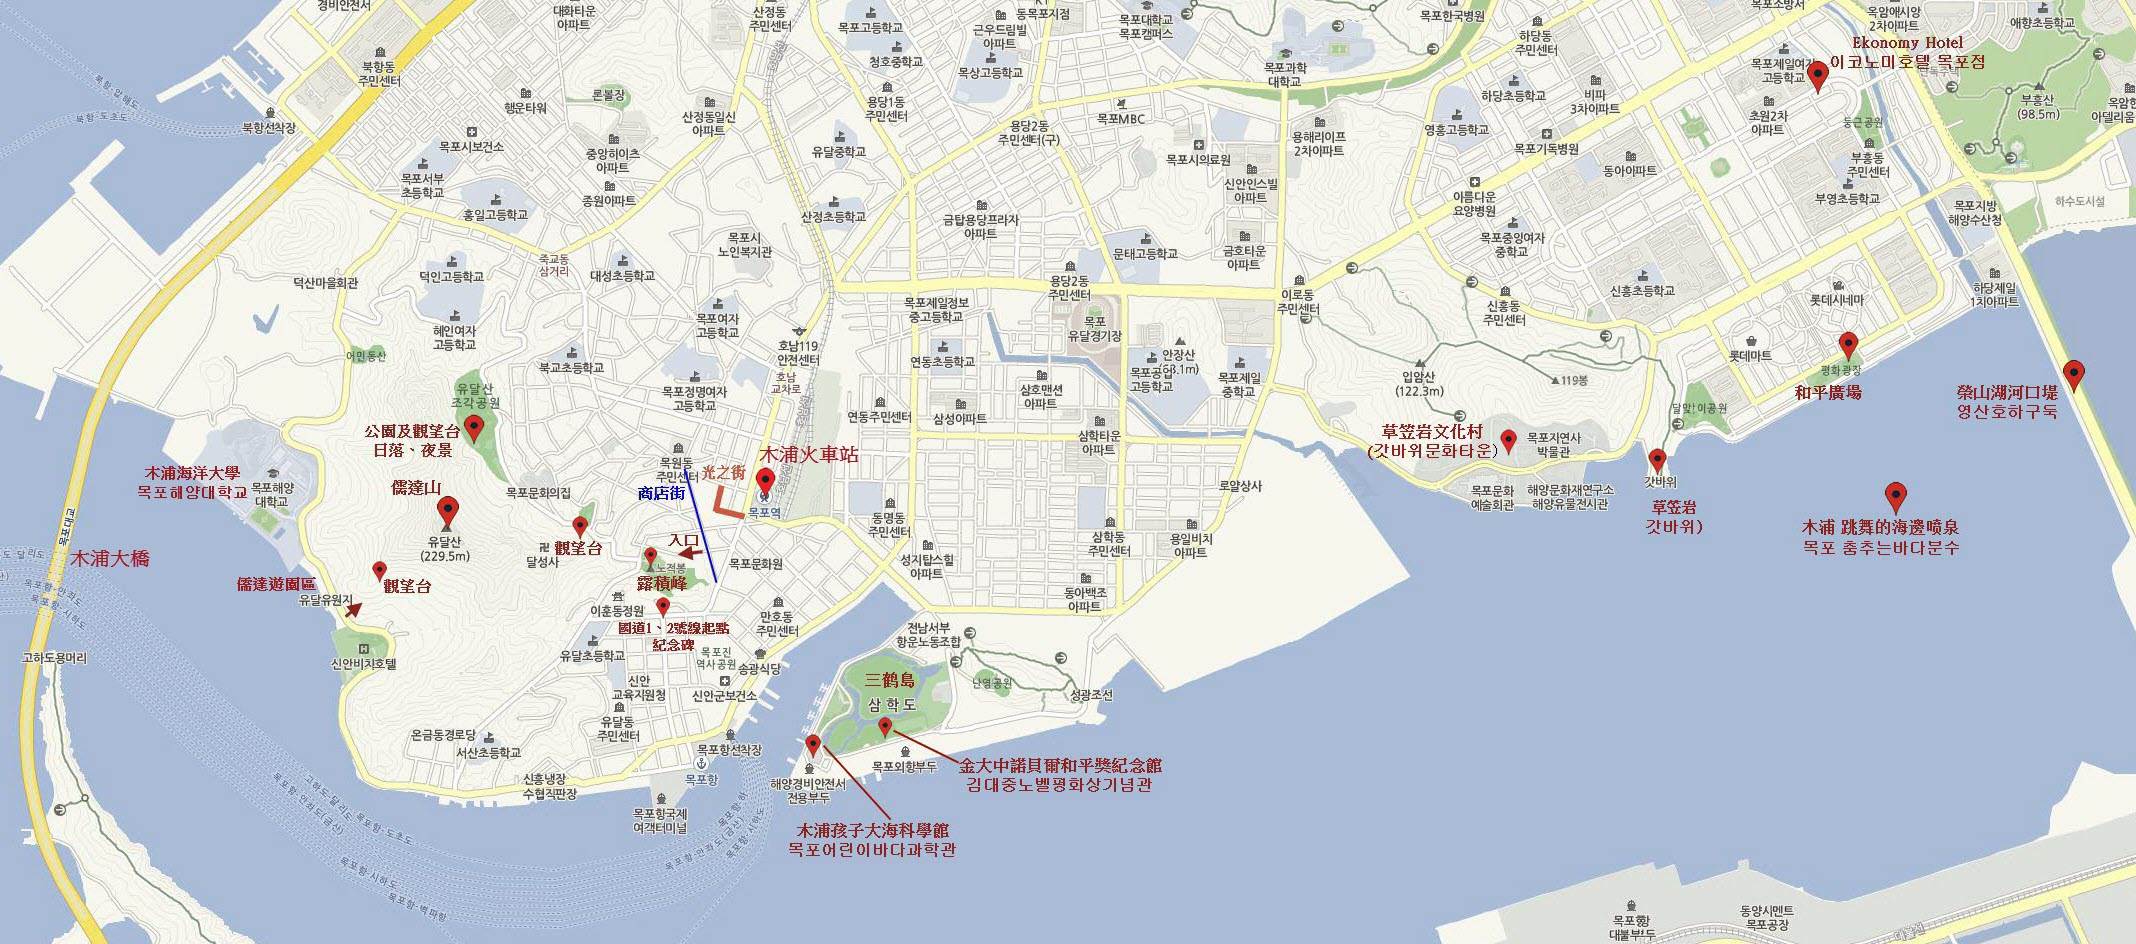 경비안전서
대화타운
아파트
산정동
주민센터
목포고등학교
근우드림빌
아파트
동목포지점
목포대학교
목포캠퍼스
목포한국병원
하당동
주민센터
목포소방서
옥암애시앙
2차아파트
애향초등학교
Ekonomy Hotel
이코노미호텔 목포점
북항동
주민센터
청호중학교
목상고등학교
목포과학
대학교
목포제일여자
고등학교
하당초등학교
비파
3차아파트
부흥산
(98.5m)
행운타워
론볼장
산정동일신
아파트
용당1동
주민센터
목포MBC
용당2동
주민센터(구)
초원2차
아파트
둥근공원
북항선착장
북항-도초도
목포시보건소
중앙하이츠
아파트
유달중학교
목포시의료원
용해리이프
2차아파트
영흥고등학교
목포기독병원
동아아파트
부흥동
주민센터
목포서부
초등학교
홍일고등학교
종원아파트
산정초등학교
금탑용당프라자
아파트
신안인스빌
아파트
아름다운
요양병원
부영초등학교
목포지방
해양수산청
하수도시설
목포시
노인복지관
문태고등학교
금호타운
아파트
목포중앙여자
중학교
덕산마을회관
덕인고등학교
죽교동
삼거리
대성초등학교
용당2동
주민센터
이로동
주민센터
신흥동
주민센터
신흥초등학교
롯데시네마
하당제일
1차아파트
혜인여자
고등학교
목포여자
고등학교
목포제일정보
중고등학교
목포
유달경기장
호남119
안전센터
어민동산
북교초등학교
연동초등학교
안장산
목포공립
고등학교
목포제일
중학교
입암산
(122.3m)
119봉
롯데마트
평화광장
和平廣場
榮山湖河口堤
영산호하구둑
유달산
조각공원
목포정명여자
고등학교
호남
교차로
연동주민센터
삼호맨션
아파트
삼성아파트
삼학타운
아파트
달맞이공원
公園及觀望台
日落、夜景
草笠岩文化村
(갓바위문화타운)
목포자연사
박물관
木浦海洋大學
목포해양대학교
목포해양
대학교
儒達山
유달산
(229.5m)
목포문화의집
목원동
주민센터
商店街
光之街
木浦火車站
목포역
동명동
주민센터
로얄상사
목포문화
예술회관
해양문화재연구소
해양유물전시관
갓바위
草笠岩
갓바위)
木浦 跳舞的海邊噴泉
목포 춤추는바다분수
목포대교
木浦大橋
觀望台
달성사
觀望台
入口
노적봉
露積峰
목포문화원
성지탑스힐
아파트
삼학동
주민센터
용일비치
아파트
儒達遊園區
유달유원지
이훈동정원
國道1、2號線起點
紀念碑
만호동
주민센터
동아백조
아파트
고하도용머리
신안비치호텔
유달초등학교
목포진
역사공원
송광식당
전남서부
항운노동조합
신안
교육지원청
신안군보건소
三鶴島
삼 학 도
난영공원
성광조선
온금동경로당
서산초등학교
유달동
주민센터
목포항선착장
목포항
목포외항부두
金大中諾貝爾和平獎紀念館
김대중노벨평화상기념관
신흥냉장
수협직판장
목포항국제
여객터미널
해양경비안전서
전용부두
木浦孩子大海科學館
목포어린이바다과학관
동양시멘트
목포공장
대불로